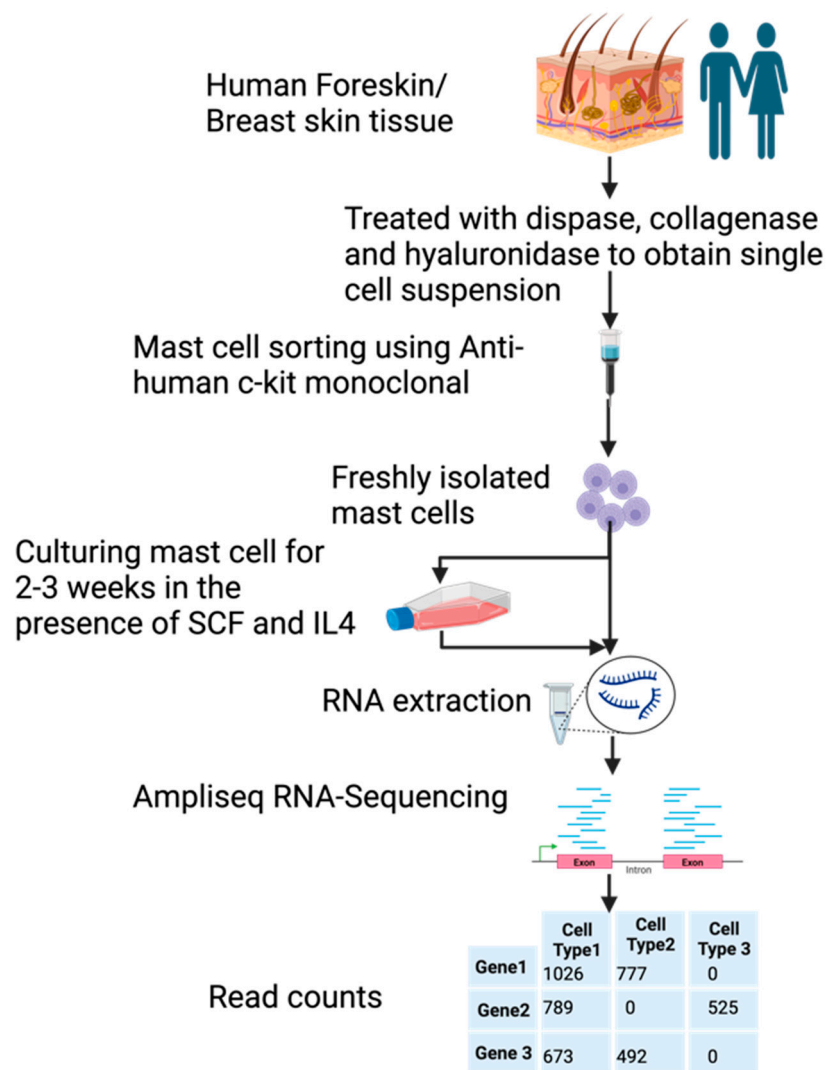 Human Foreskin/
Breast skin tissue
Treated with dispase, collagenase
and hyaluronidase to obtain single
cell suspension
Mast cell sorting using Anti-
human c-kit monoclonal
Freshly isolated
mast cells
Culturing mast cell for
2-3 weeks in the
presence of SCF and IL4
RNA extraction
Ampliseq RNA-Sequencing
Exon
Intron
Exon
Read counts
Cell
Type1
Cell
Type2
Cell
Type 3
Gene1 1026 777 0
Gene2 789 0 525
Gene 3 673 492 0